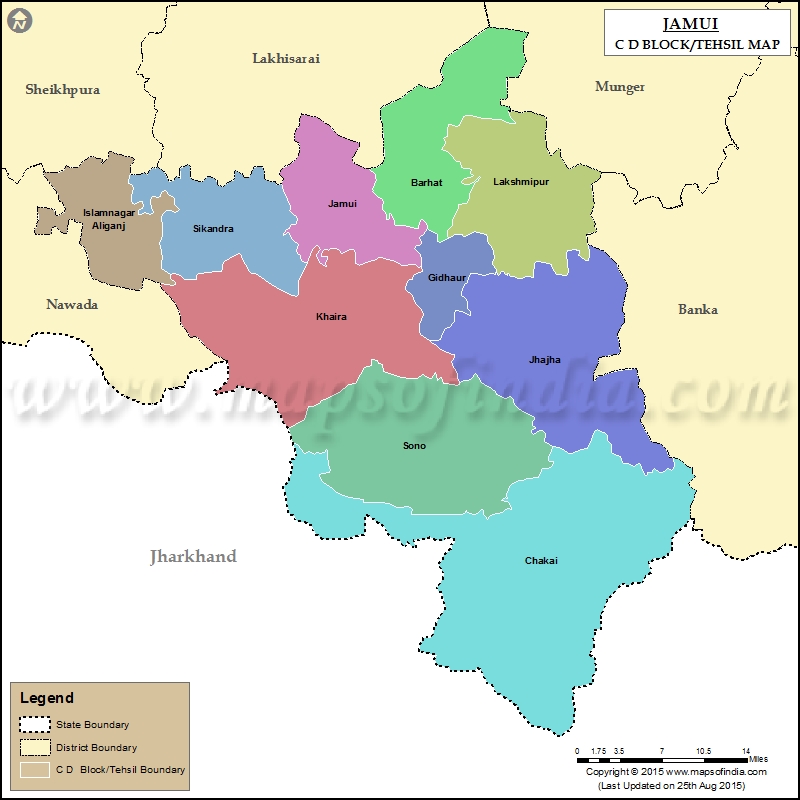 N
JAMUI
C D BLOCK/TEHSIL MAP
Lakhisarai
Sheikhpura
Munger
Barhat
Lakshmipur
Jamui
Islamnagar
Aliganj
Sikandra
Gidhaur
Nawada
Khaira
Banka
Jhajha
www.mapsofindia.com
Sono
Jharkhand
Chakai
Legend
State Boundary
District Boundary
C D Block/Tehsil Boundary
0 1.75 3.5 7 10.5 14
Miles
Copyright © 2015 www.mapsofindia.com
(Last Updated on 25th Aug 2015)